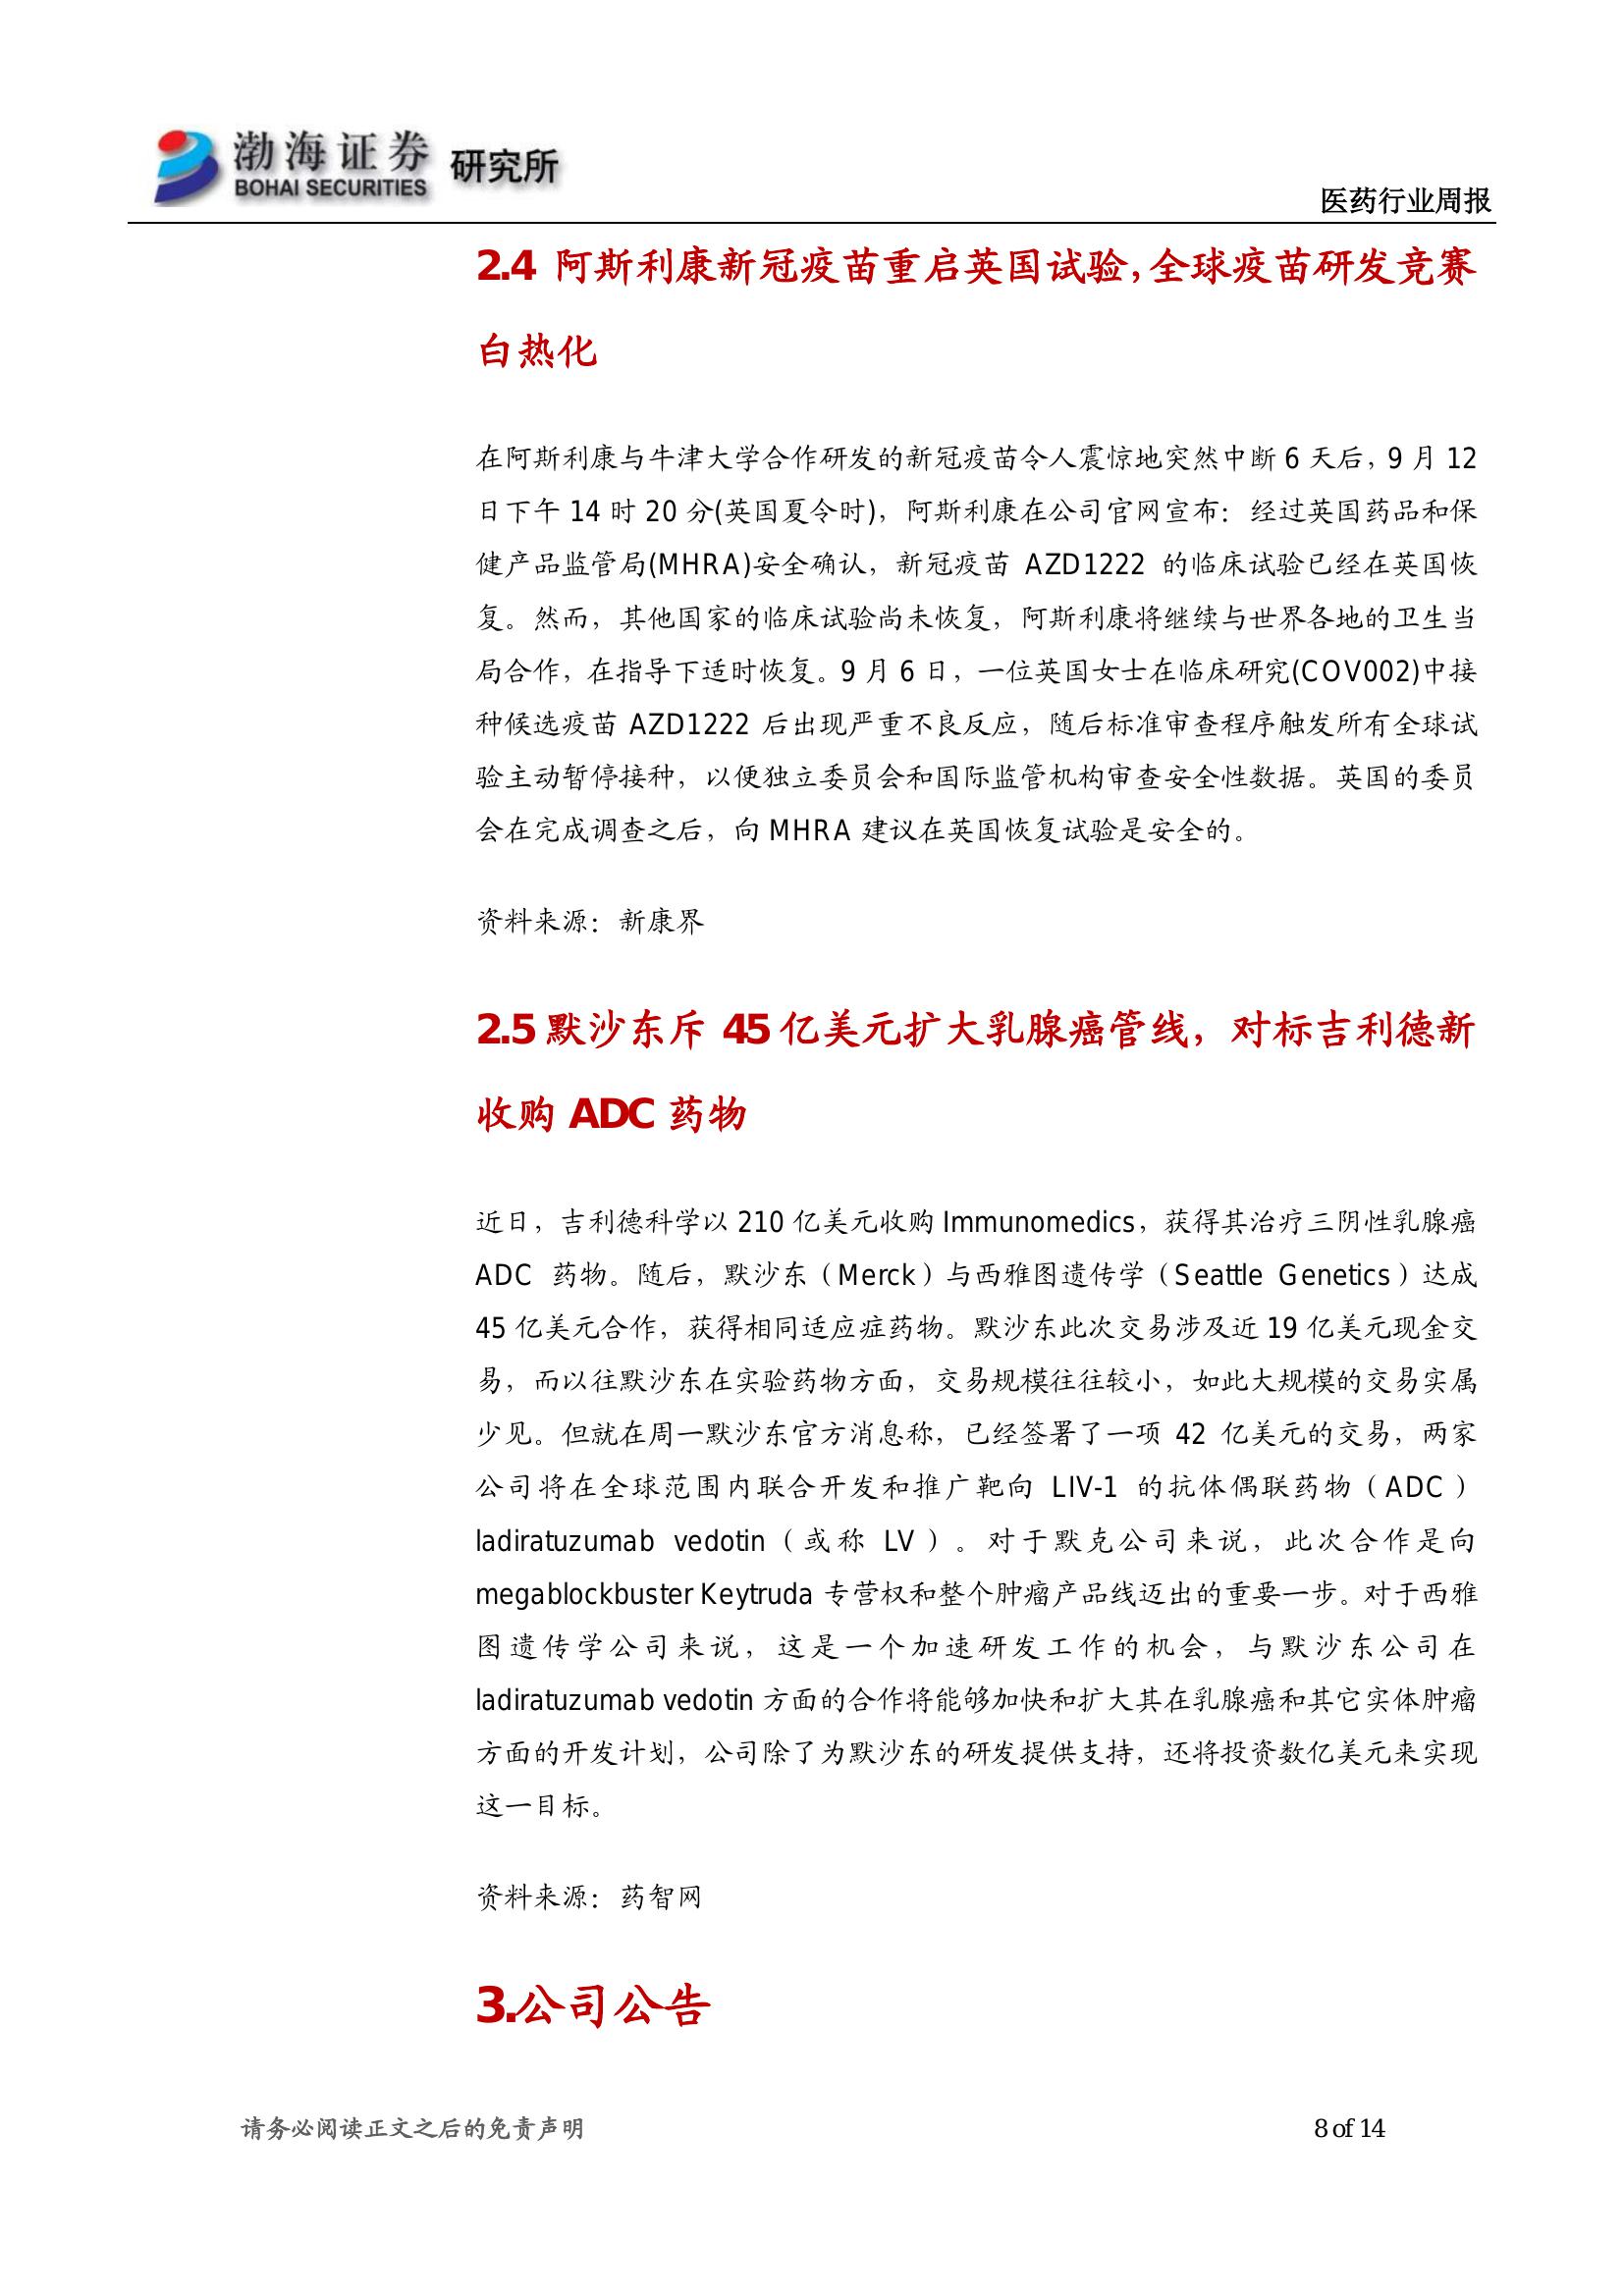 渤海证券 研究所
BOHAI SECURITIES
医药行业周报
2.4 阿斯利康新冠疫苗重启英国试验，全球疫苗研发竞赛
白热化
在阿斯利康与牛津大学合作研发的新冠疫苗令人震惊地突然中断 6 天后，9 月 12
日下午 14 时 20 分(英国夏令时)，阿斯利康在公司官网宣布：经过英国药品和保
健产品监管局(MHRA)安全确认，新冠疫苗 AZD1222 的临床试验已经在英国恢
复。然而，其他国家的临床试验尚未恢复，阿斯利康将继续与世界各地的卫生当
局合作，在指导下适时恢复。9 月 6 日，一位英国女士在临床研究(COV002)中接
种候选疫苗 AZD1222 后出现严重不良反应，随后标准审查程序触发所有全球试
验主动暂停接种，以便独立委员会和国际监管机构审查安全性数据。英国的委员
会在完成调查之后，向 MHRA 建议在英国恢复试验是安全的。
资料来源：新康界
2.5 默沙东斥 45 亿美元扩大乳腺癌管线，对标吉利德新
收购 ADC 药物
近日，吉利德科学以 210 亿美元收购 Immunomedics，获得其治疗三阴性乳腺癌
ADC 药物。随后，默沙东（Merck）与西雅图遗传学（Seattle Genetics）达成
45 亿美元合作，获得相同适应症药物。默沙东此次交易涉及近 19 亿美元现金交
易，而以往默沙东在实验药物方面，交易规模往往较小，如此大规模的交易实属
少见。但就在周一默沙东官方消息称，已经签署了一项 42 亿美元的交易，两家
公司将在全球范围内联合开发和推广靶向 LIV-1 的抗体偶联药物（ADC）
ladiratuzumab vedotin（或称 LV）。对于默克公司来说，此次合作是向
megablockbuster Keytruda 专营权和整个肿瘤产品线迈出的重要一步。对于西雅
图遗传学公司来说，这是一个加速研发工作的机会，与默沙东公司在
ladiratuzumab vedotin 方面的合作将能够加快和扩大其在乳腺癌和其它实体肿瘤
方面的开发计划，公司除了为默沙东的研发提供支持，还将投资数亿美元来实现
这一目标。
资料来源：药智网
3.公司公告
请务必阅读正文之后的免责声明
8 of 14